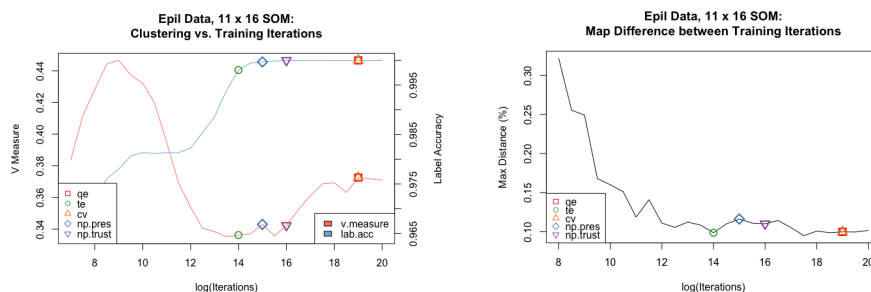 Epil Data, 11 x 16 SOM:
Clustering vs. Training Iterations
V Measure
0.44
0.42
0.40
0.38
0.36
0.34
0.995
0.985
0.975
0.965
Label Accuracy
qe
te
cv
np.pres
np.trust
v.measure
lab.acc
8 10 12 14 16 18 20
log(Iterations)
Epil Data, 11 x 16 SOM:
Map Difference between Training Iterations
Max Distance (%)
0.30
0.25
0.20
0.15
0.10
qe
te
cv
np.pres
np.trust
8 10 12 14 16 18 20
log(Iterations)